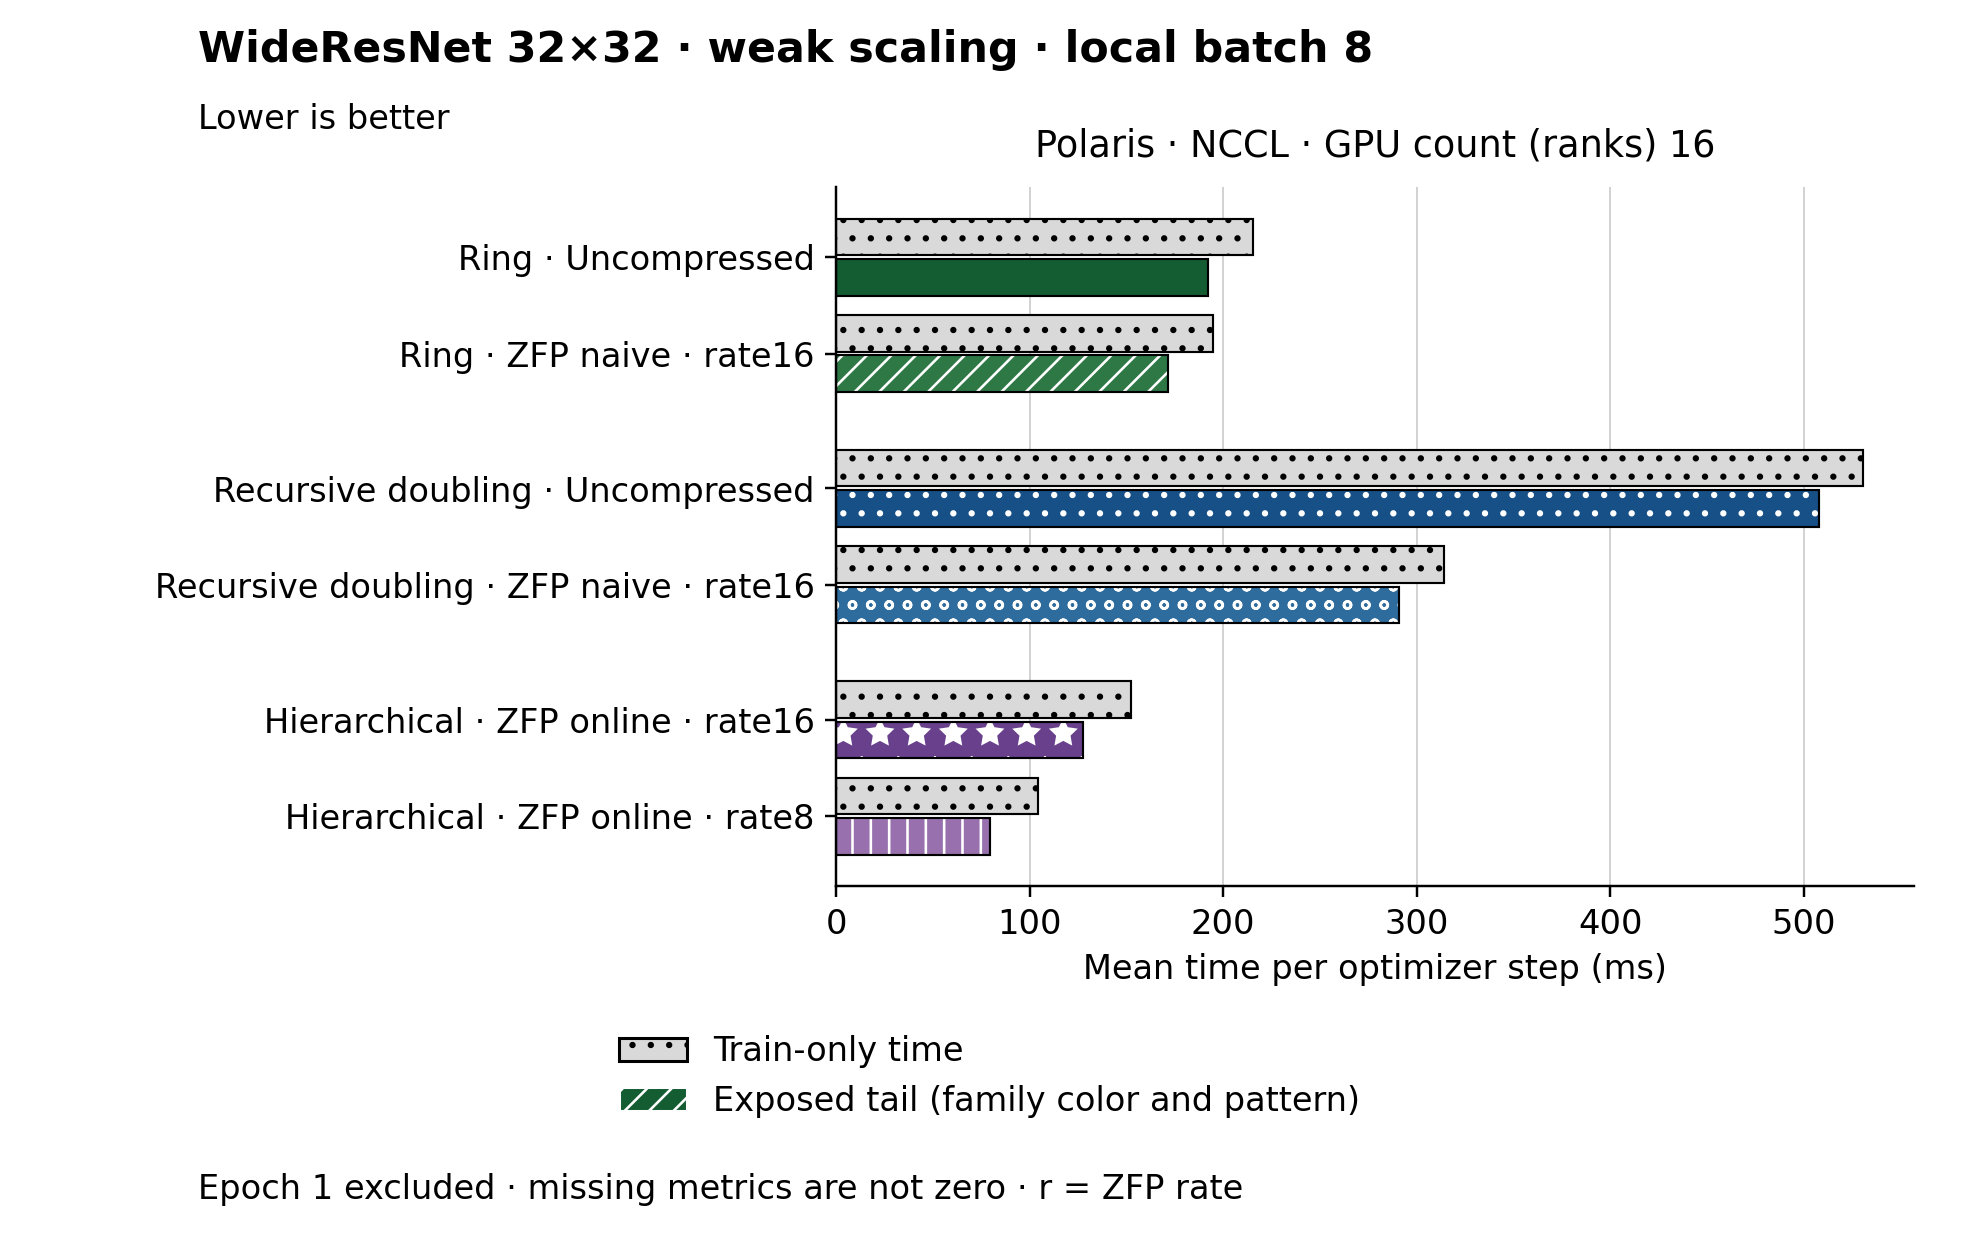 WideResNet 32×32 · weak scaling · local batch 8
Lower is better
Polaris · NCCL · GPU count (ranks) 16
Ring · Uncompressed
Ring · ZFP naive · rate16
Recursive doubling · Uncompressed
Recursive doubling · ZFP naive · rate16
Hierarchical · ZFP online · rate16
Hierarchical · ZFP online · rate8
0 100 200 300 400 500
Mean time per optimizer step (ms)
Train-only time
Exposed tail (family color and pattern)
Epoch 1 excluded · missing metrics are not zero · r = ZFP rate